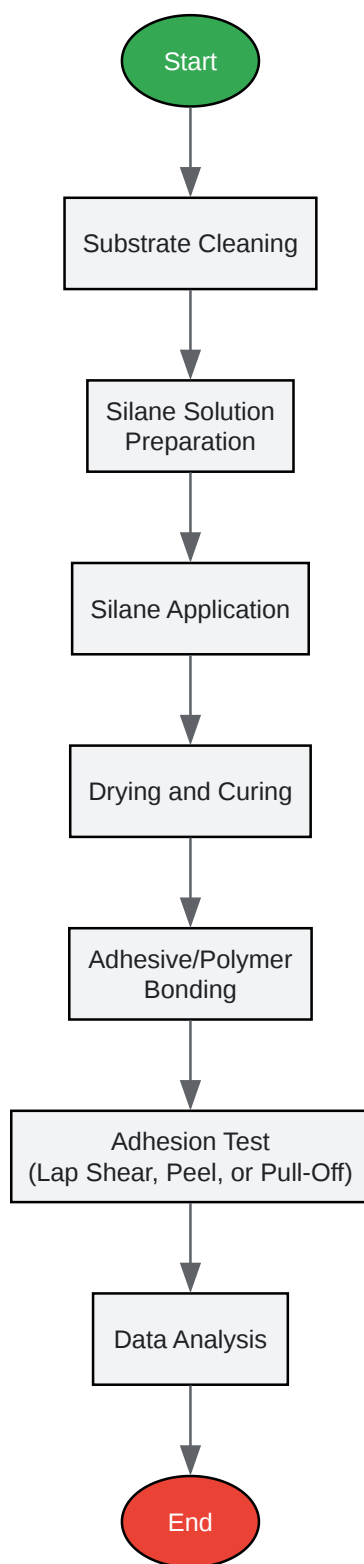 Start
Substrate Cleaning
Silane Solution
Preparation
Silane Application
Drying and Curing
Adhesive/Polymer
Bonding
Adhesion Test
(Lap Shear, Peel, or Pull-Off)
Data Analysis
End